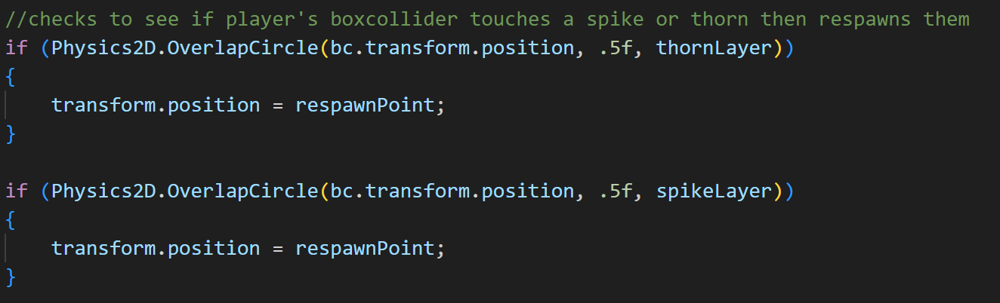 //checks to see if player's boxcollider touches a spike or thorn then respawns them
if (Physics2D.OverlapCircle(bc.transform.position, .5f, thornLayer))
{
    transform.position = respawnPoint;
}

if (Physics2D.OverlapCircle(bc.transform.position, .5f, spikeLayer))
{
    transform.position = respawnPoint;
}